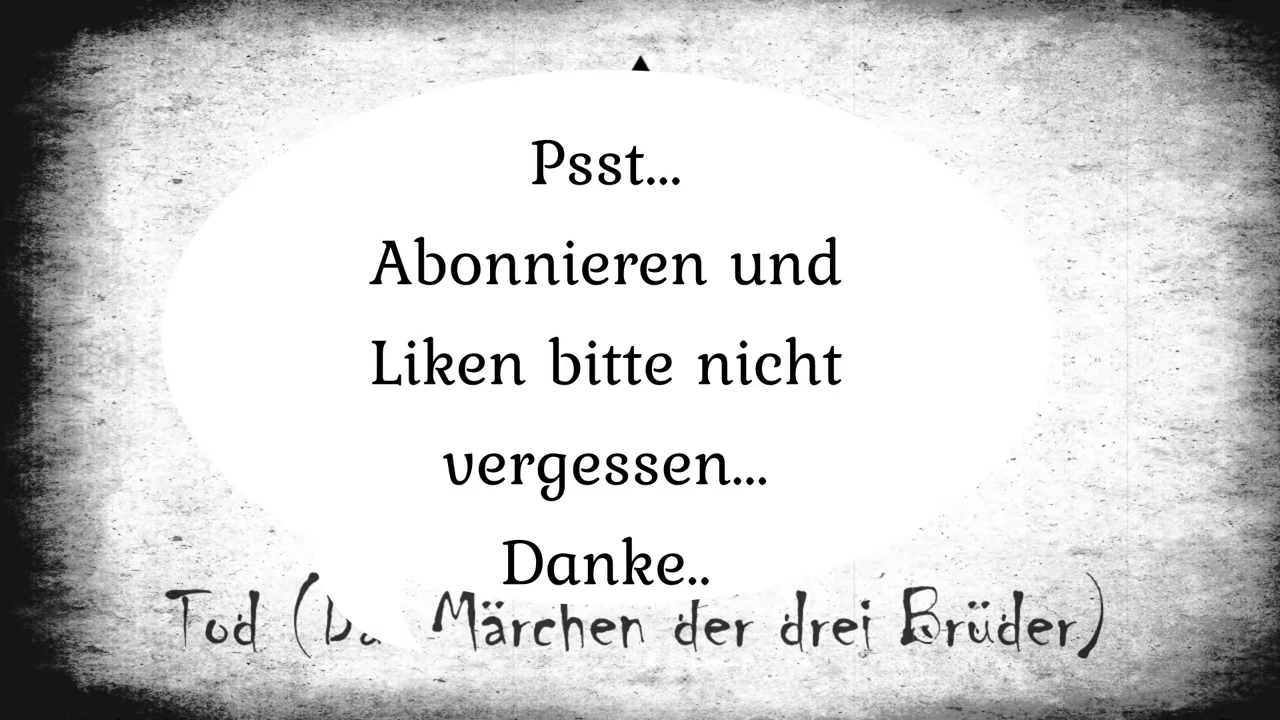 Psst...
Abonnieren und
Liken bitte nicht
vergessen...
Danke..
Tod ( Märchen der drei Brüder)